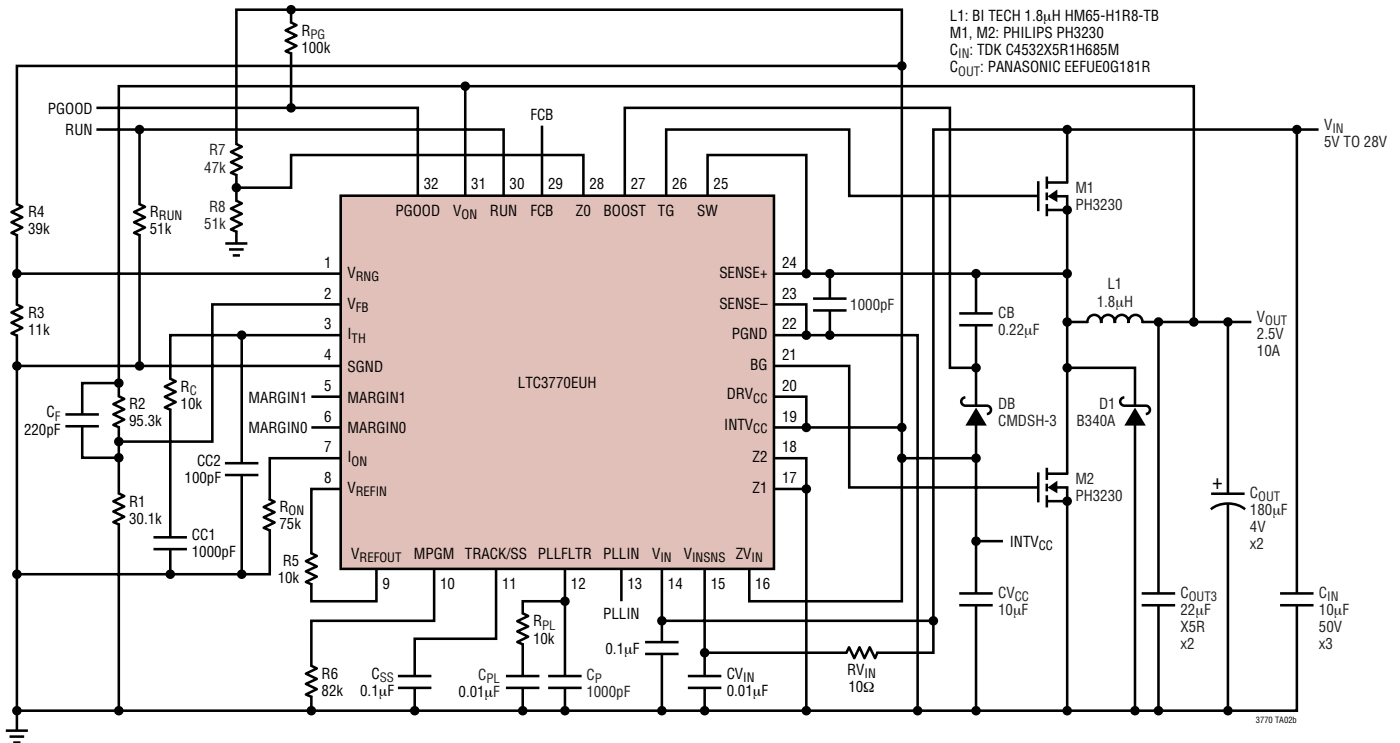 L1: BI TECH 1.8µH HM65-H1R8-TB
M1, M2: PHILIPS PH3230
CIN: TDK C4532X5R1H685M
COUT: PANASONIC EEFUE0G181R
RPG
100k
PGOOD
RUN
FCB
VIN
5V TO 28V
R7
47k
R8
51k
R4
39k
RRUN
51k
R3
11k
32
31
30
29
28
27
26
25
PGOOD
VON
RUN
FCB
Z0
BOOST
TG
SW
M1
PH3230
1
VRNG
2
VFB
3
ITH
4
SGND
5
MARGIN1
MARGIN1
6
MARGIN0
MARGIN0
7
ION
8
VREFIN
LTC3770EUH
SENSE+
24
SENSE–
23
PGND
22
BG
21
DRVCC
20
INTVCC
19
Z2
18
Z1
17
1000pF
CB
0.22µF
L1
1.8µH
VOUT
2.5V
10A
RC
10k
CF
220pF
R2
95.3k
CC2
100pF
R1
30.1k
CC1
1000pF
RON
75k
R5
10k
DB
CMDSH-3
D1
B340A
M2
PH3230
+
COUT
180µF
4V
x2
INTVCC
VREFOUT
MPGM
TRACK/SS
PLLFLTR
PLLIN
VIN
VINSNS
ZVIN
9
10
11
12
13
14
15
16
PLLIN
CVCC
10µF
COUT3
22µF
X5R
x2
CIN
10µF
50V
x3
R6
82k
CSS
0.1µF
RPL
10k
CPL
0.01µF
CP
1000pF
0.1µF
CVIN
0.01µF
RVIN
10Ω
3770 TA02b